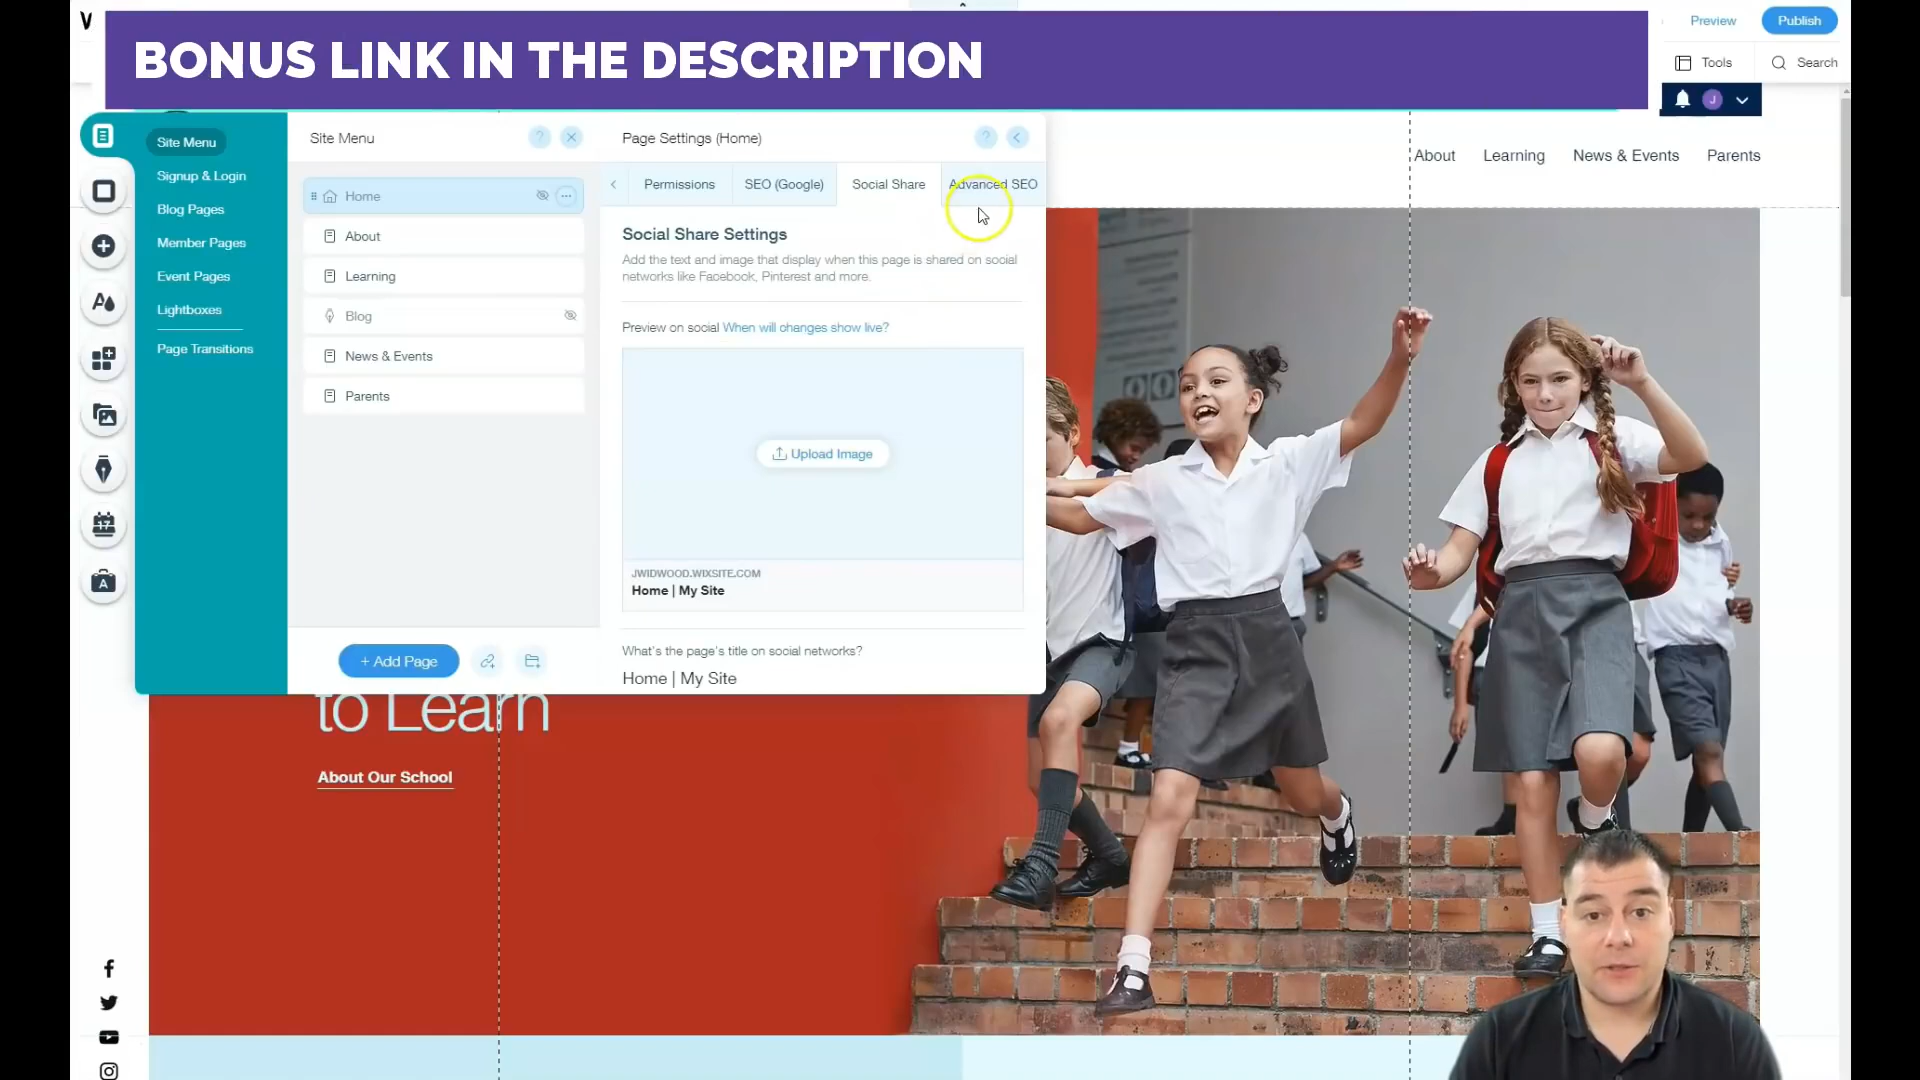 BONUS LINK IN THE DESCRIPTION
Preview
Publish
Tools
Search
J
Site Menu
Signup & Login
Blog Pages
Member Pages
Event Pages
Lightboxes
Page Transitions
Site Menu
?
Home
About
Learning
Blog
News & Events
Parents
+ Add Page
Page Settings (Home)
?
Permissions
SEO (Google)
Social Share
Advanced SEO
Social Share Settings
Add the text and image that display when this page is shared on social
networks like Facebook, Pinterest and more.
Preview on social When will changes show live?
Upload Image
JWIDWOOD.WIXSITE.COM
Home | My Site
What's the page's title on social networks?
Home | My Site
About
Learning
News & Events
Parents
to Learn
About Our School
17
A